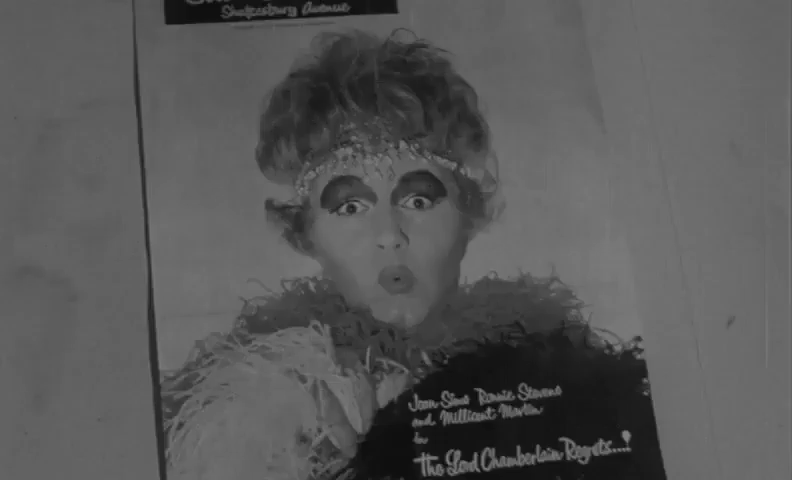 Shaftesbury Avenue
Joan Sims Ronnie Stevens
and Millicent Martin
in
The Lord Chamberlain Regrets...!